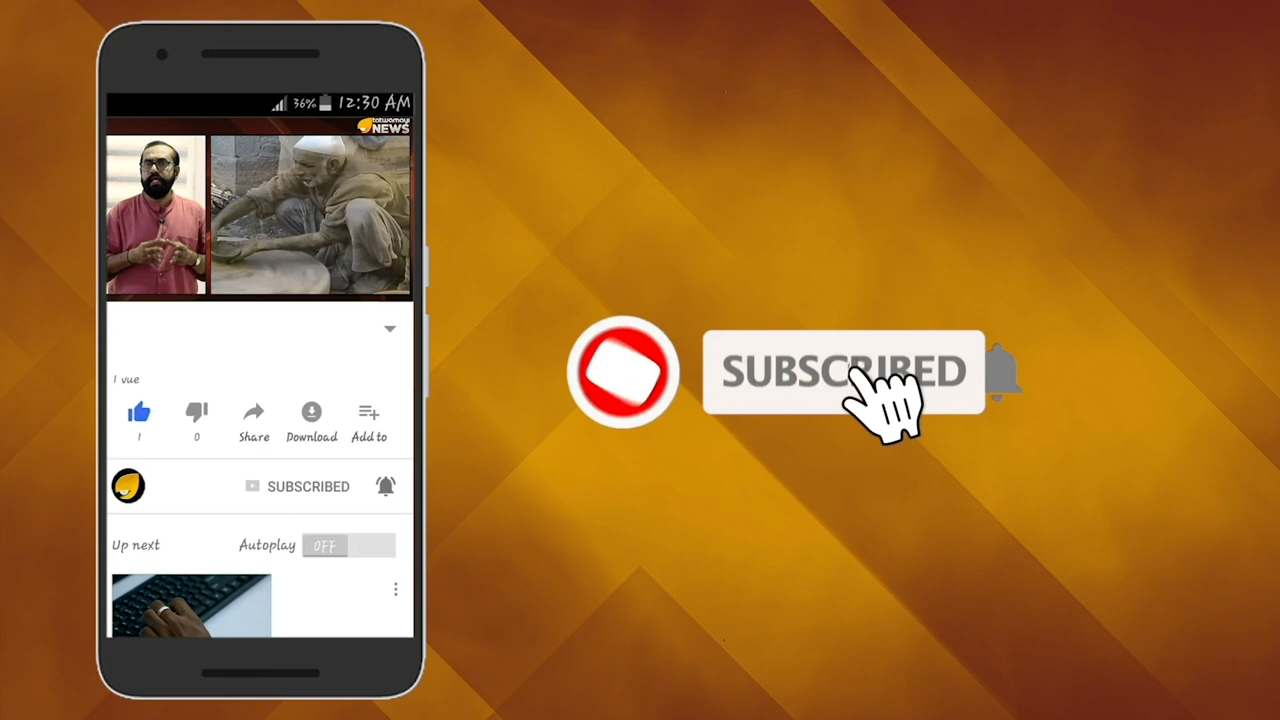 36% 12:30 AM
tatwamayi
NEWS
1 vue
1
0
Share
Download
Add to
SUBSCRIBED
Up next
Autoplay
OFF
SUBSCRIBED